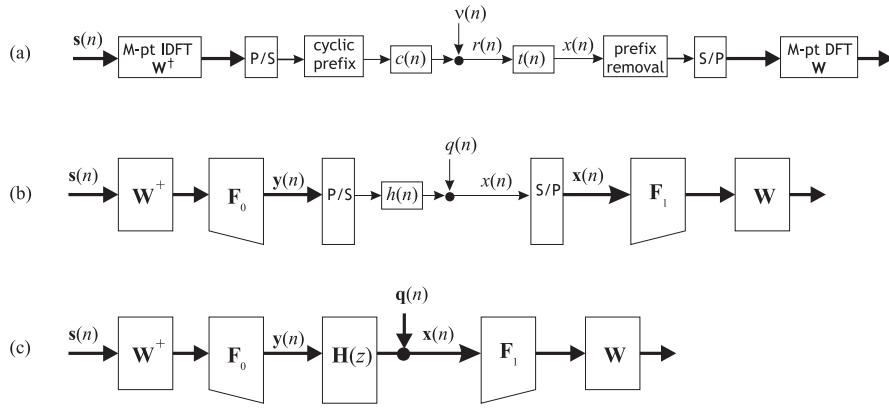 (a)
s(n)
M-pt IDFT
W†
P/S
cyclic
prefix
c(n)
ν(n)
r(n)
t(n)
x(n)
prefix
removal
S/P
M-pt DFT
W
(b)
s(n)
W+
F0
y(n)
P/S
h(n)
q(n)
x(n)
S/P
x(n)
F1
W
(c)
s(n)
W+
F0
y(n)
H(z)
q(n)
x(n)
F1
W